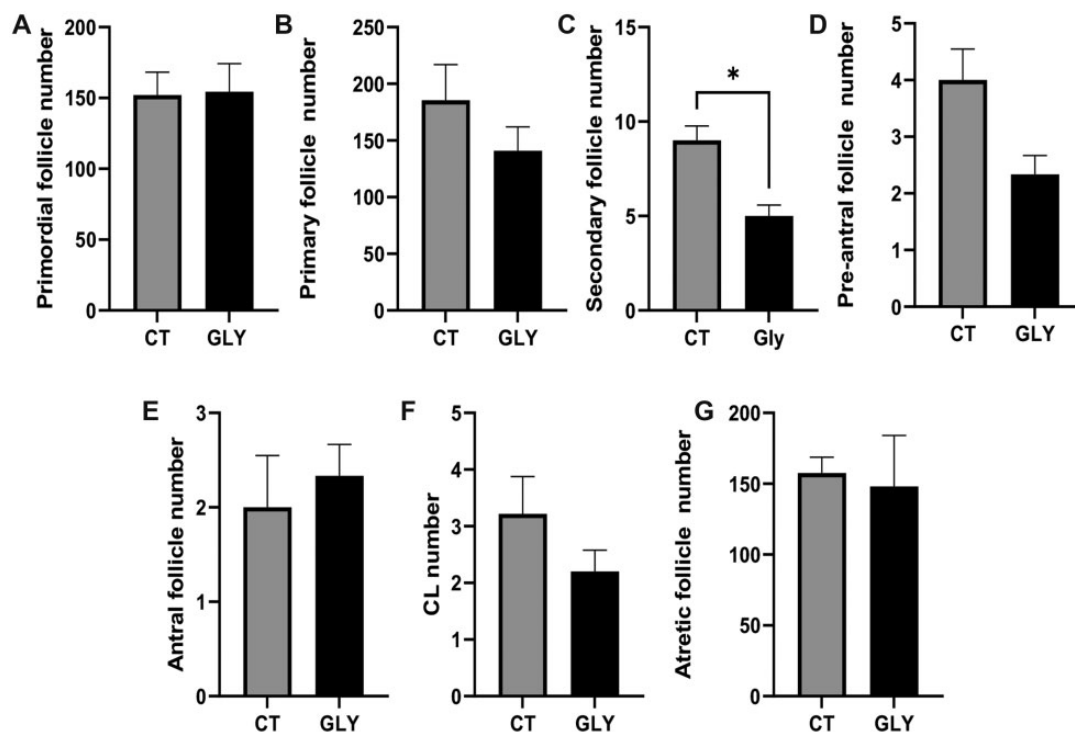 A
Primordial follicle number
200
150
100
50
0
CT GLY
B
Primary follicle number
250
200
150
100
50
0
CT GLY
C
Secondary follicle number
15
10
5
0
*
CT Gly
D
Pre-antral follicle number
5
4
3
2
1
0
CT GLY
E
Antral follicle number
3
2
1
0
CT GLY
F
CL number
5
4
3
2
1
0
CT GLY
G
Atretic follicle number
200
150
100
50
0
CT GLY